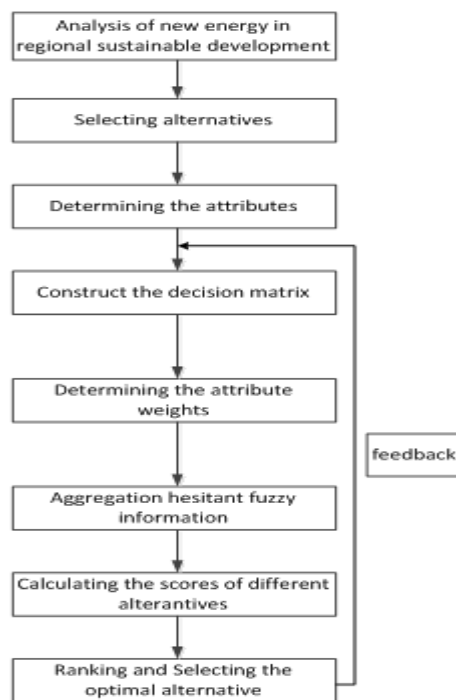 Analysis of new energy in
regional sustainable development
Selecting alternatives
Determining the attributes
Construct the decision matrix
Determining the attribute
weights
feedback
Aggregation hesitant fuzzy
information
Calculating the scores of different
alterantives
Ranking and Selecting the
optimal alternative